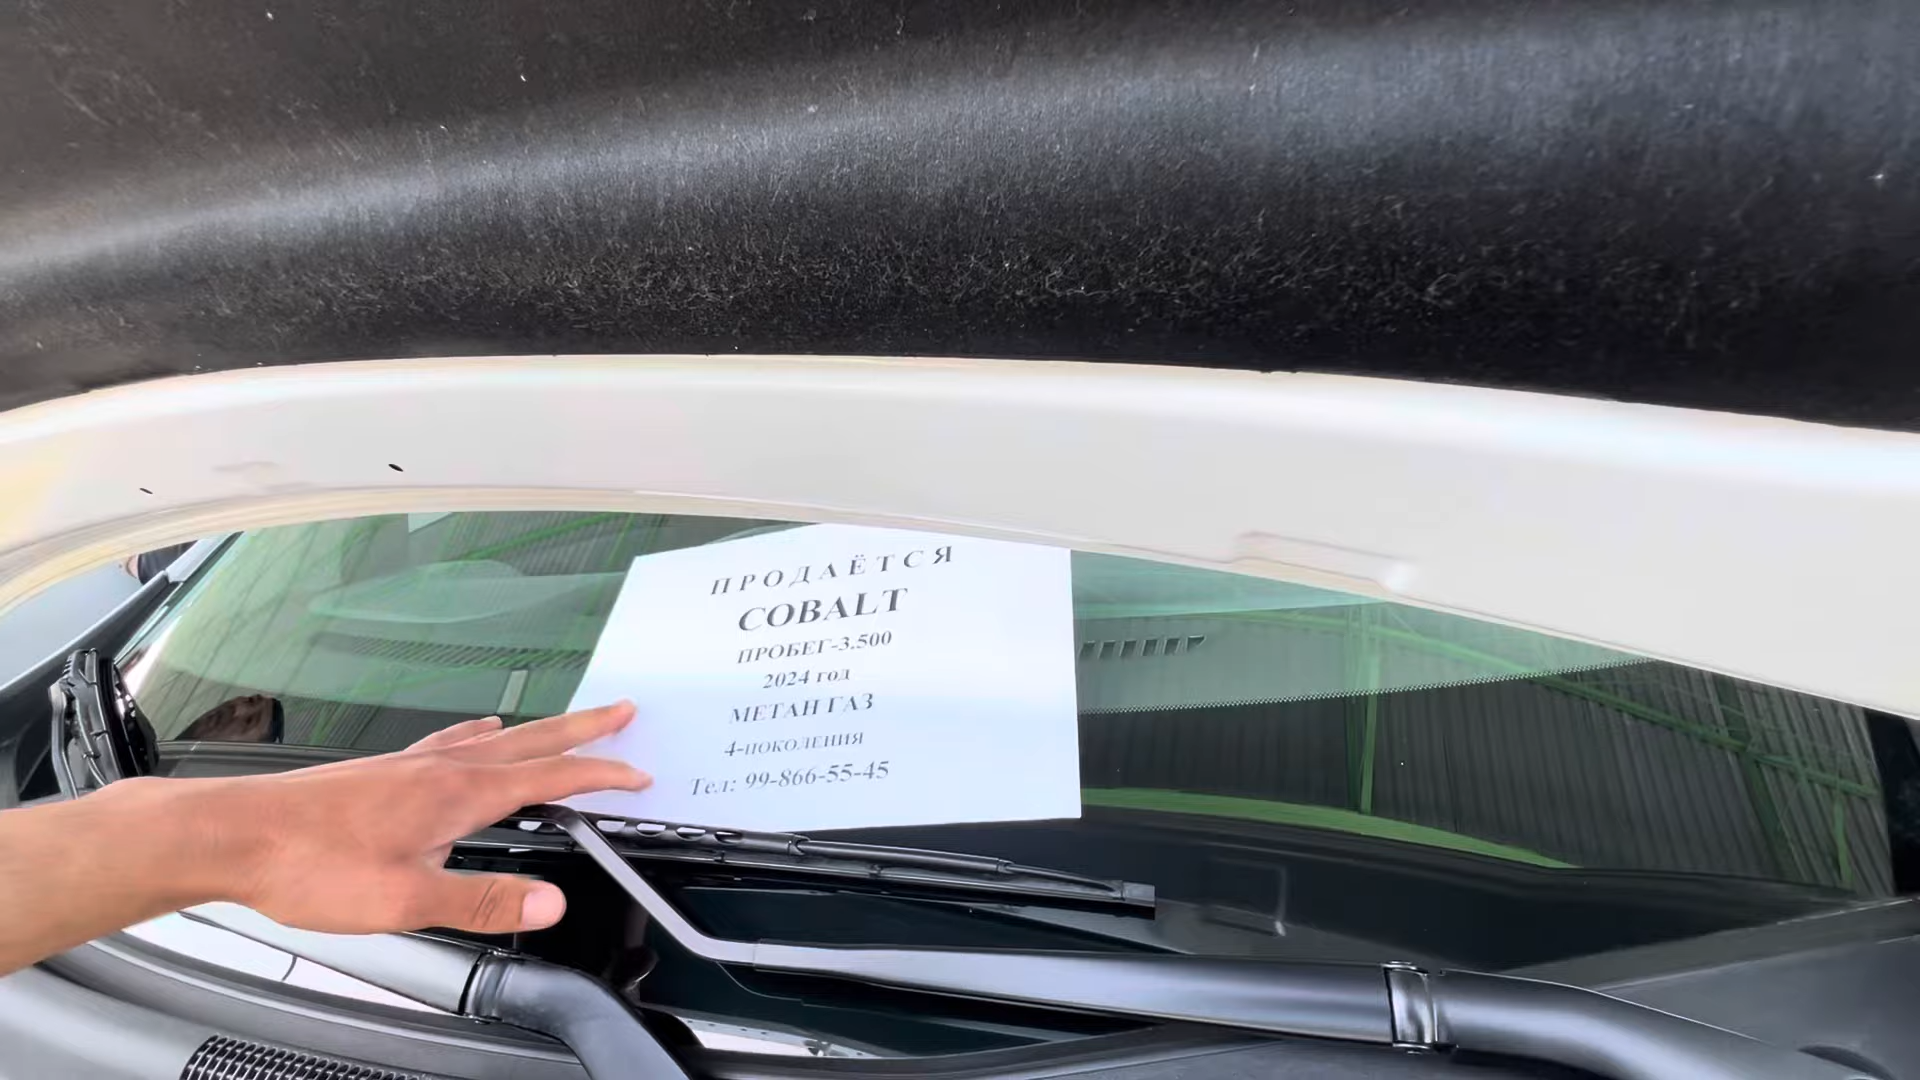 ПРОДАЁТСЯ
COBALT
ПРОБЕГ-3.500
2024 год
МЕТАН ГАЗ
4-ПОКОЛЕНИЯ
Тел: 99-866-55-45